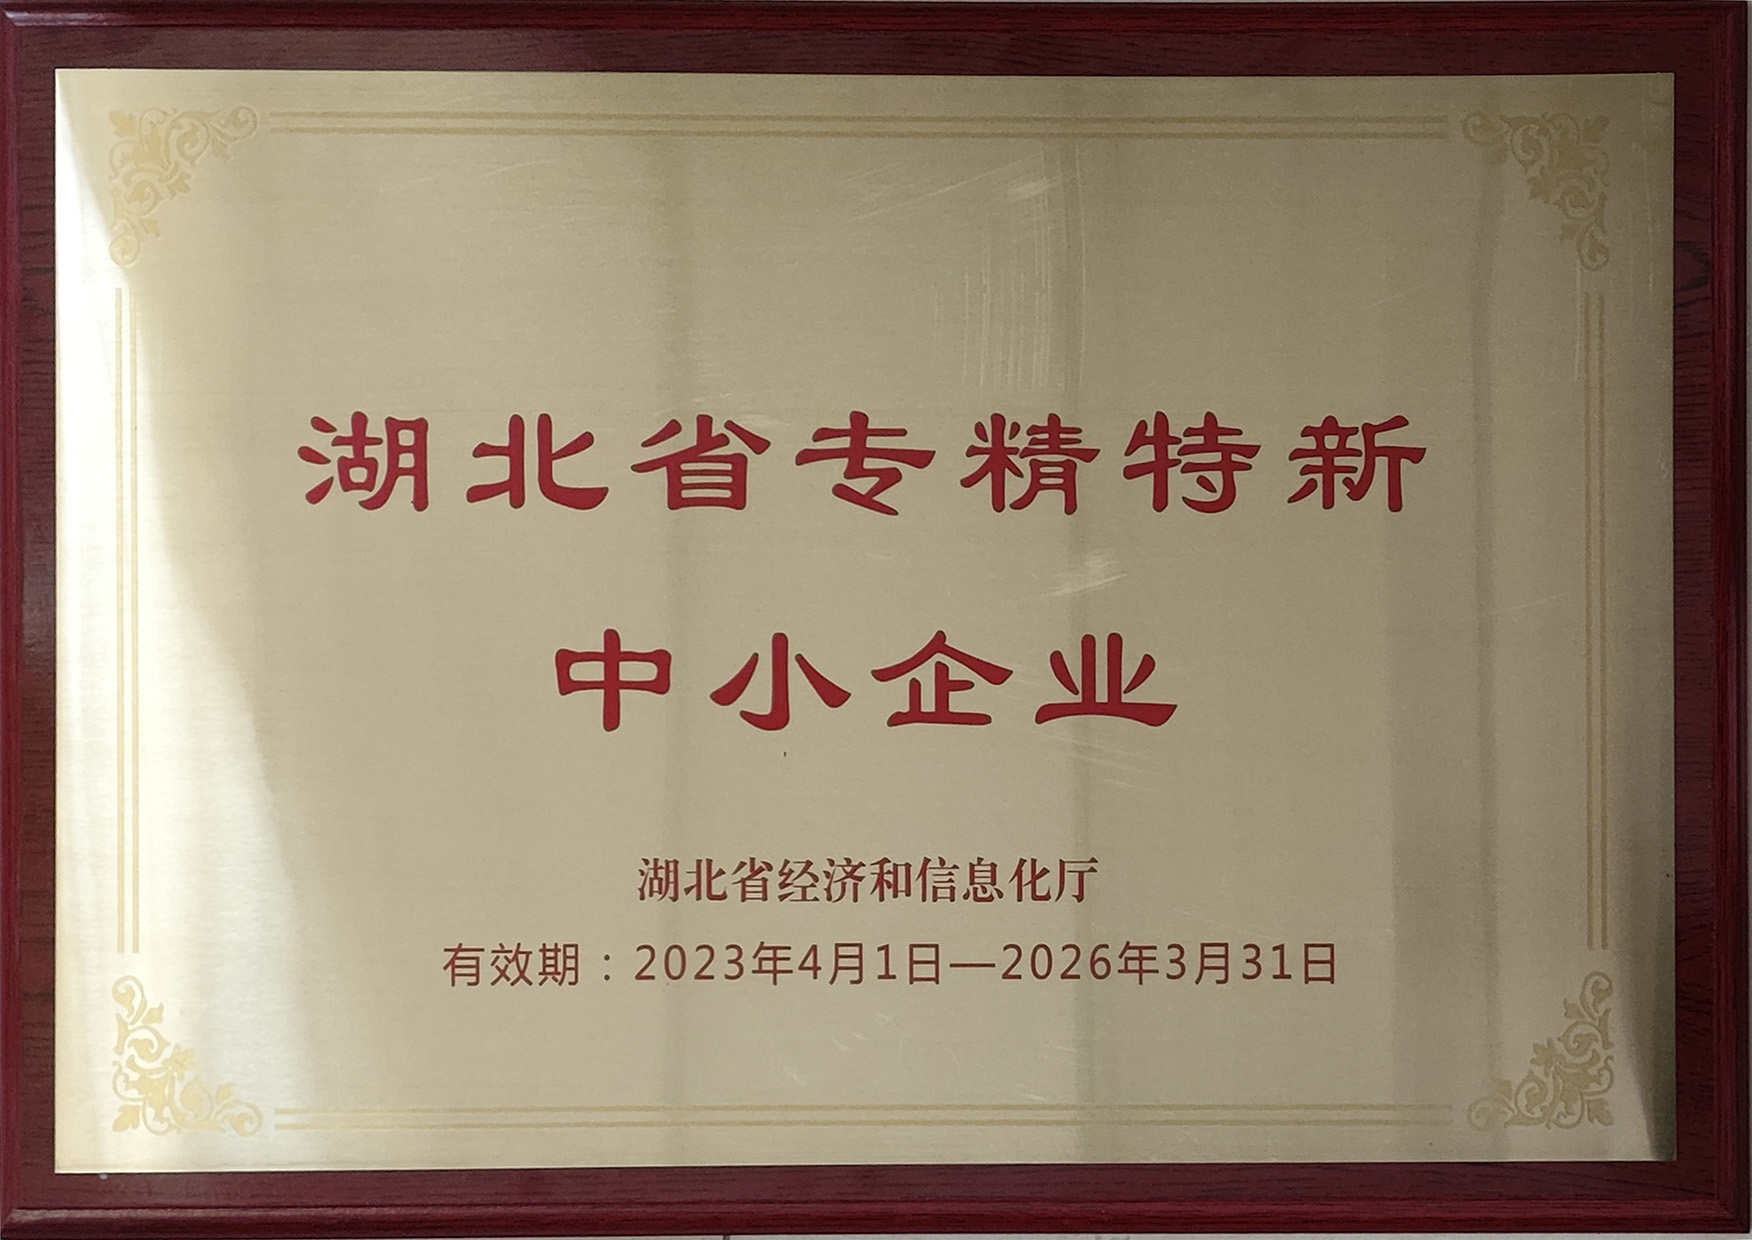 湖北省专精特新
中小企业
湖北省经济和信息化厅
有效期：2023年4月1日—2026年3月31日